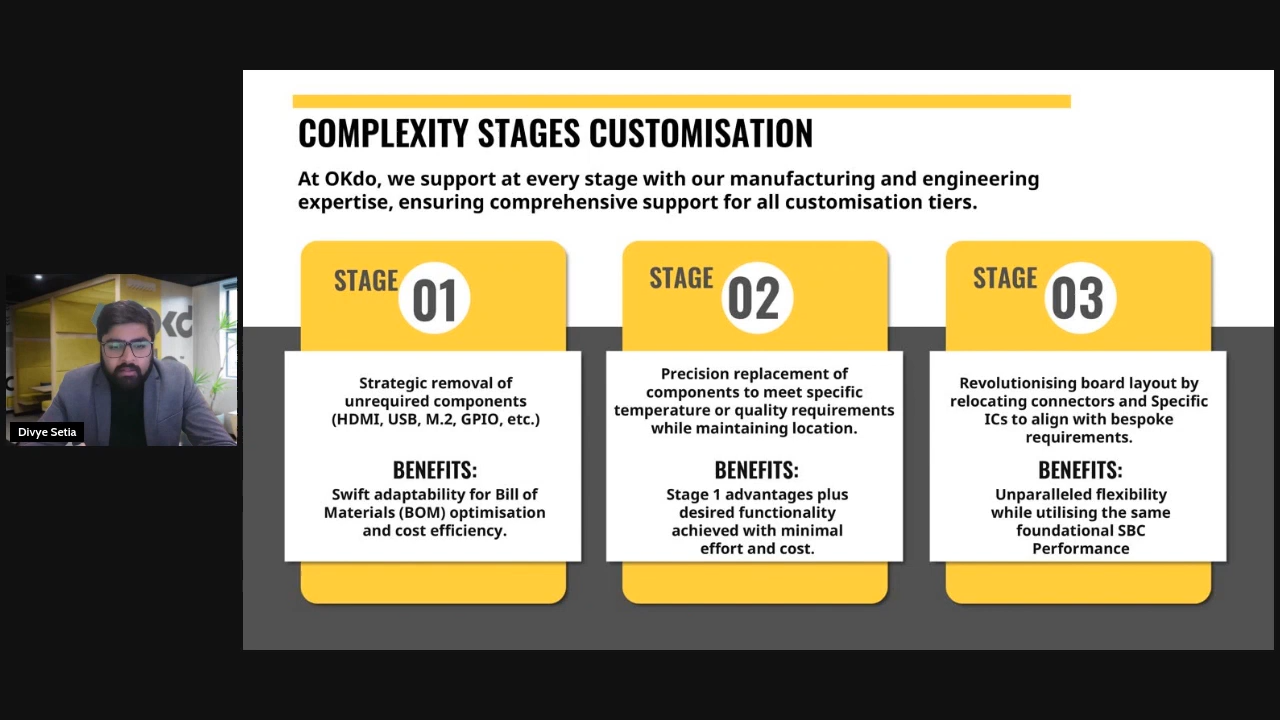 COMPLEXITY STAGES CUSTOMISATION
At OKdo, we support at every stage with our manufacturing and engineering
expertise, ensuring comprehensive support for all customisation tiers.
STAGE 01
Strategic removal of
unrequired components
(HDMI, USB, M.2, GPIO, etc.)
BENEFITS:
Swift adaptability for Bill of
Materials (BOM) optimisation
and cost efficiency.
STAGE 02
Precision replacement of
components to meet specific
temperature or quality requirements
while maintaining location.
BENEFITS:
Stage 1 advantages plus
desired functionality
achieved with minimal
effort and cost.
STAGE 03
Revolutionising board layout by
relocating connectors and Specific
ICs to align with bespoke
requirements.
BENEFITS:
Unparalleled flexibility
while utilising the same
foundational SBC
Performance
Divye Setia